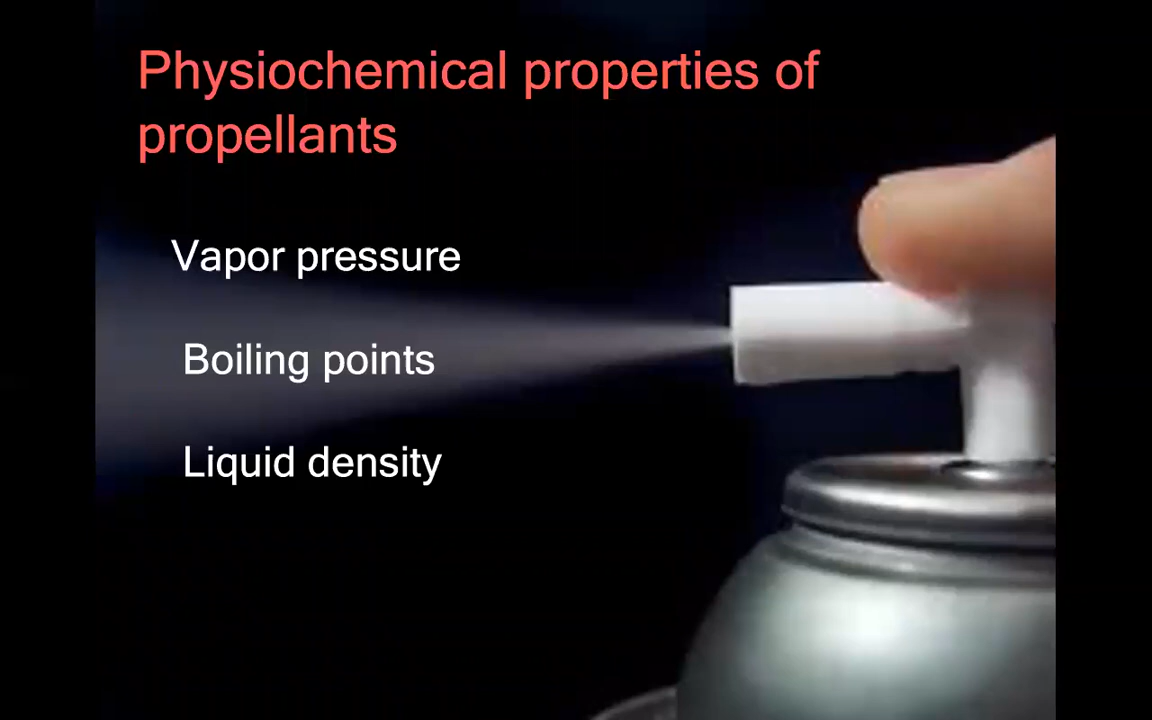 Physiochemical properties of
propellants
Vapor pressure
Boiling points
Liquid density